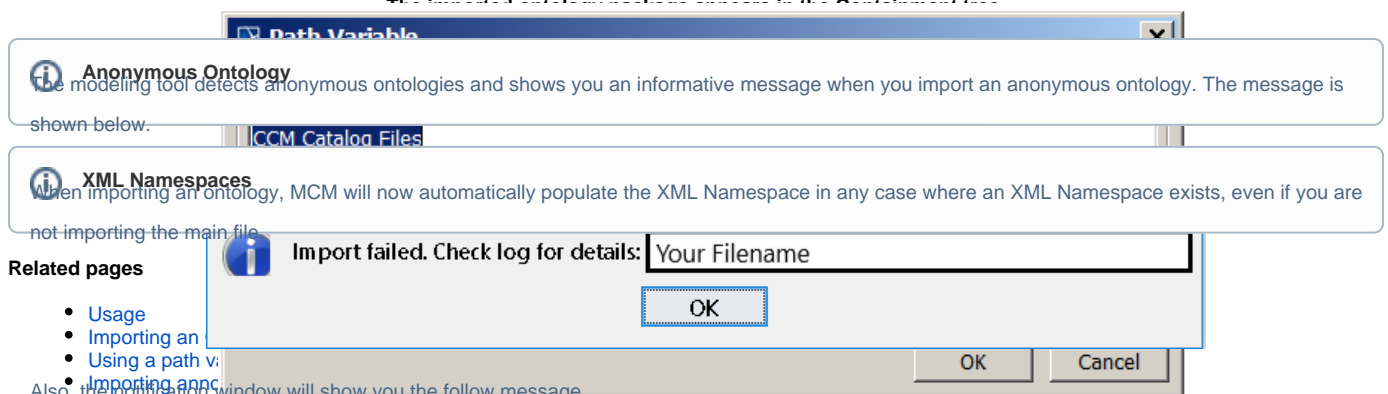 The imported ontology package appears in the Containment tree
Path Variable
Anonymous Ontology
The modeling tool detects anonymous ontologies and shows you an informative message when you import an anonymous ontology. The message is
shown below.
CCM Catalog Files
XML Namespaces
When importing an ontology, MCM will now automatically populate the XML Namespace in any case where an XML Namespace exists, even if you are
not importing the main file.
Import failed. Check log for details: Your Filename
OK
Related pages
Usage
Importing an
Using a path
OK Cancel
Importing
Also, the notification window will show you the follow message